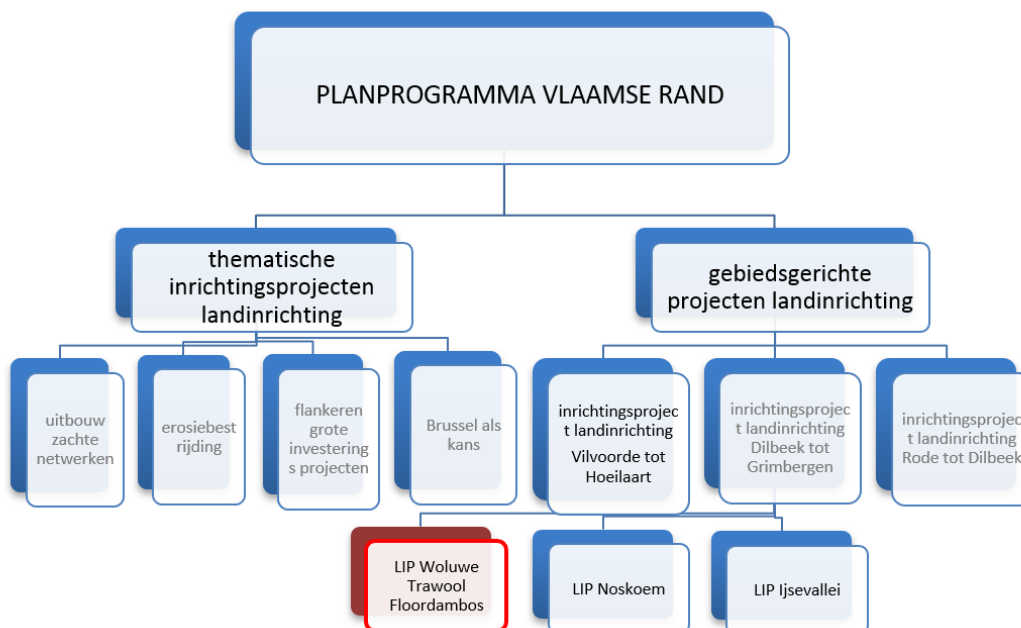 PLANPROGRAMMA VLAAMSE RAND
thematische
inrichtingsprojecten
landinrichting
gebiedsgerichte
projecten landinrichting
uitbouw
zachte
netwerken
erosiebest
rijding
flankeren
grote
investering
s projecten
Brussel als
kans
inrichtingsprojec
t landinrichting
Vilvoorde tot
Hoeilaart
inrichtingsprojec
t landinrichting
Dilbeek tot
Grimbergen
inrichtingsprojec
t landinrichting
Rode tot Dilbeek
LIP Woluwe
Trawool
Floordambos
LIP Noskoem
LIP Ijsevallei